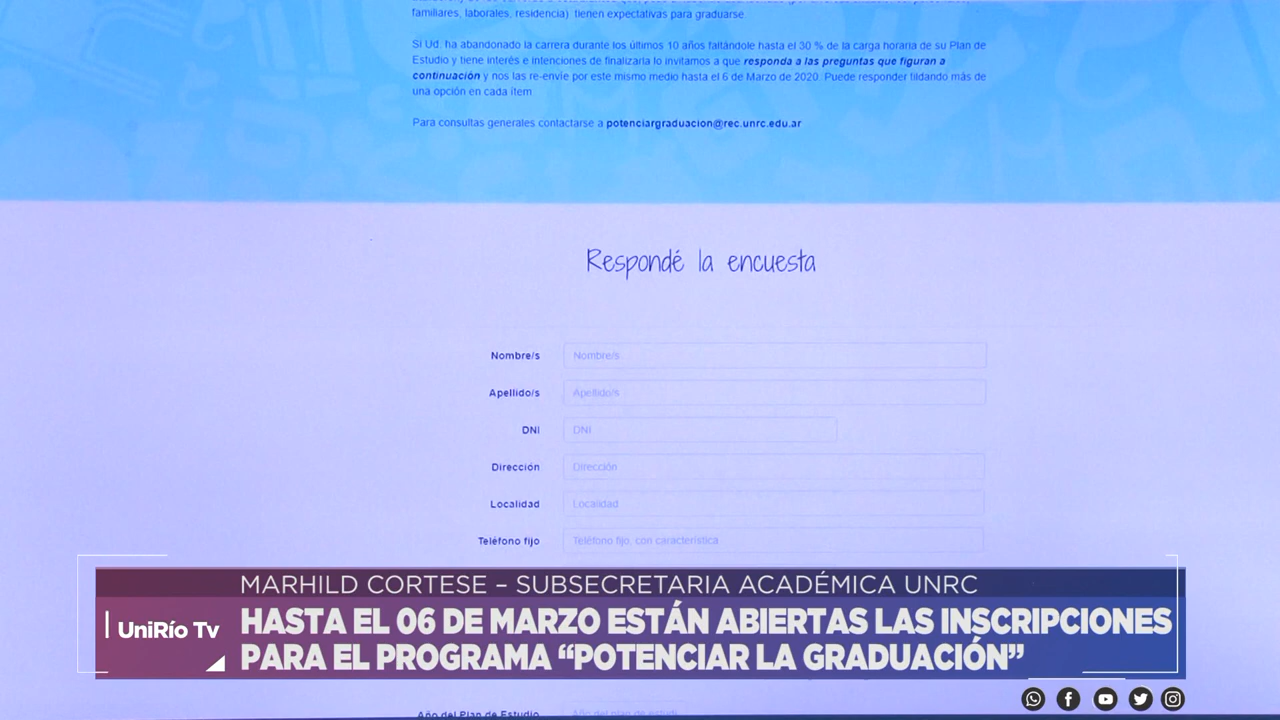 familiares, laborales, residencia) tienen expectativas para graduarse
Si Ud. ha abandonado la carrera durante los últimos 10 años faltándole hasta el 30 % de la carga horaria de su Plan de
Estudio y tiene interés e intenciones de finalizarla lo invitamos a que responda a las preguntas que figuran a
continuación y nos las re-envíe por este mismo medio hasta el 6 de Marzo de 2020. Puede responder tildando más de
una opción en cada ítem
Para consultas generales contactarse a potenciargraduacion@rec.unrc.edu.ar
Respondé la encuesta
Nombre/s Nombre/s
Apellido/s Apellido/s
DNI DNI
Dirección Dirección
Localidad Localidad
Teléfono fijo Teléfono fijo, con característica
MARHILD CORTESE – SUBSECRETARIA ACADÉMICA UNRC
UniRío Tv
HASTA EL 06 DE MARZO ESTÁN ABIERTAS LAS INSCRIPCIONES
PARA EL PROGRAMA “POTENCIAR LA GRADUACIÓN”
Año del Plan de Estudio Año del plan de estudi